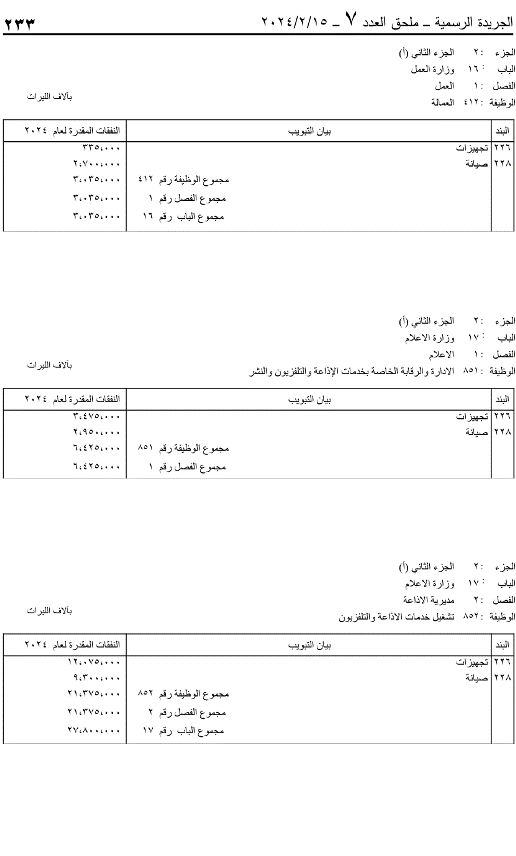 الجريدة الرسمية ــ ملحق العدد ٧ ــ ٢٠٢٤/٢/١٥
٢٣٣
الجزء : ٢ الجزء الثاني (أ)
الباب : ١٦ وزارة العمل
الفصل : ١ العمل
الوظيفة : ٤١٢ العمالة
بآلاف الليرات
البند بيان التبويب النفقات المقدرة لعام ٢٠٢٤
٢٢٦ تجهيزات ٣٣٥،٠٠٠
٢٢٨ صيانة ٢،٧٠٠،٠٠٠
مجموع الوظيفة رقم ٤١٢ ٣،٠٣٥،٠٠٠
مجموع الفصل رقم ١ ٣،٠٣٥،٠٠٠
مجموع الباب رقم ١٦ ٣،٠٣٥،٠٠٠
الجزء : ٢ الجزء الثاني (أ)
الباب : ١٧ وزارة الاعلام
الفصل : ١ الاعلام
الوظيفة : ٨٥١ الادارة والرقابة الخاصة بخدمات الإذاعة والتلفزيون والنشر
بآلاف الليرات
البند بيان التبويب النفقات المقدرة لعام ٢٠٢٤
٢٢٦ تجهيزات ٣،٤٧٥،٠٠٠
٢٢٨ صيانة ٢،٩٥٠،٠٠٠
مجموع الوظيفة رقم ٨٥١ ٦،٤٢٥،٠٠٠
مجموع الفصل رقم ١ ٦،٤٢٥،٠٠٠
الجزء : ٢ الجزء الثاني (أ)
الباب : ١٧ وزارة الاعلام
الفصل : ٢ مديرية الاذاعة
الوظيفة : ٨٥٢ تشغيل خدمات الاذاعة والتلفزيون
بآلاف الليرات
البند بيان التبويب النفقات المقدرة لعام ٢٠٢٤
٢٢٦ تجهيزات ١٢،٠٧٥،٠٠٠
٢٢٨ صيانة ٩،٣٠٠،٠٠٠
مجموع الوظيفة رقم ٨٥٢ ٢١،٣٧٥،٠٠٠
مجموع الفصل رقم ٢ ٢١،٣٧٥،٠٠٠
مجموع الباب رقم ١٧ ٢٧،٨٠٠،٠٠٠